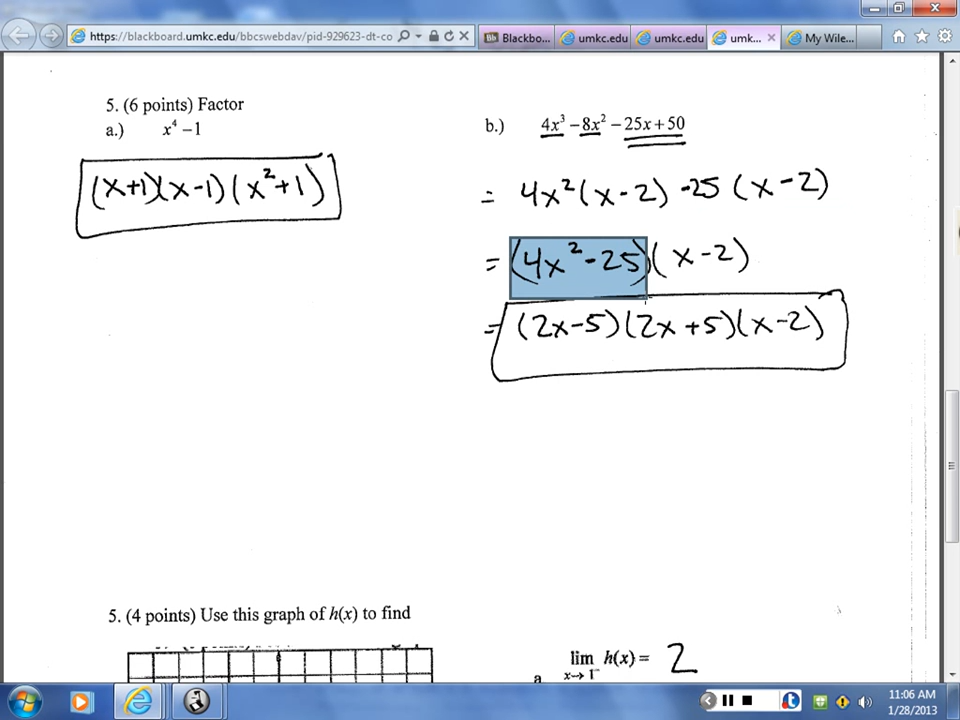 https://blackboard.umkc.edu/bbcswebdav/pid-929623-dt-co
Blackbo...
umkc.edu
umkc.edu
umk...
My Wile...
5. (6 points) Factor
a.) x⁴ −1
(x+1)(x-1)(x²+1)
b.) 4x³ −8x² −25x+50
= 4x²(x-2) -25 (x-2)
= (4x²-25)(x-2)
= (2x-5)(2x+5)(x-2)
5. (4 points) Use this graph of h(x) to find
a lim x→1⁻ h(x) = 2
11:06 AM
1/28/2013